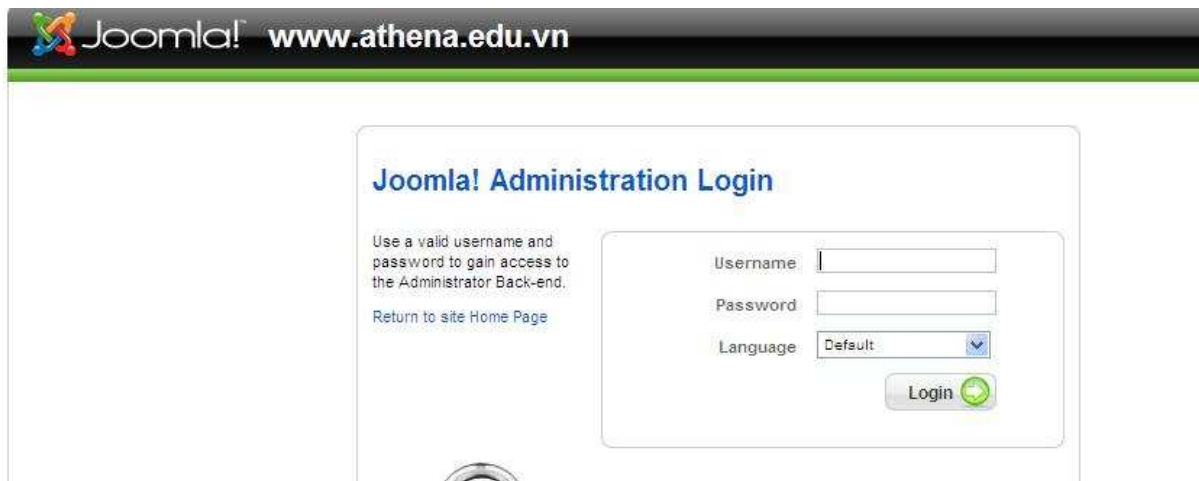 Joomla! www.athena.edu.vn
Joomla! Administration Login
Use a valid username and
password to gain access to
the Administrator Back-end.
Return to site Home Page
Username
Password
Language Default
Login